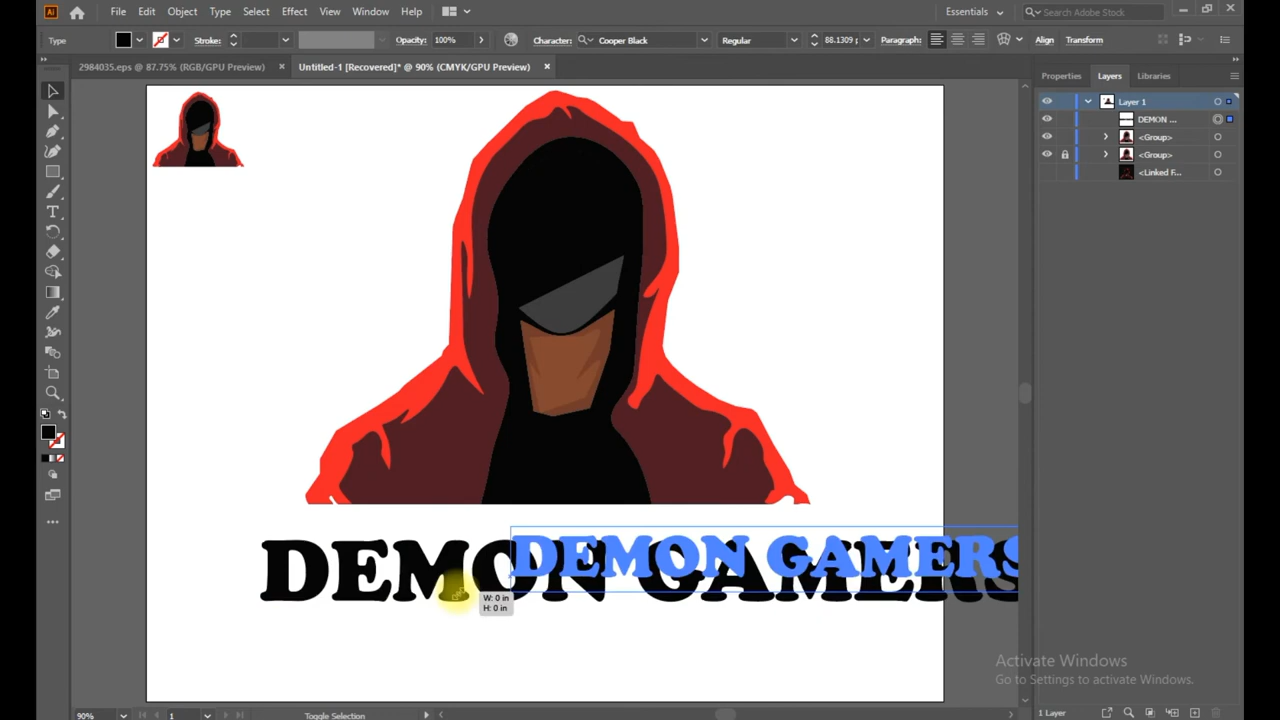 Ai File Edit Object Type Select Effect View Window Help Essentials Search Adobe Stock
Type Stroke: Opacity: 100% Character: Cooper Black Regular 88.1309 p Paragraph: Align Transform
2984035.eps @ 87.75% (RGB/GPU Preview) × Untitled-1 [Recovered]* @ 90% (CMYK/GPU Preview) ×
Properties Layers Libraries
Layer 1
DEMON ...
<Group>
<Group>
<Linked F...
DEMON GAMERS
DEMON GAMERS
W: 0 in
H: 0 in
Activate Windows
Go to Settings to activate Windows.
90% 1 Toggle Selection 1 Layer